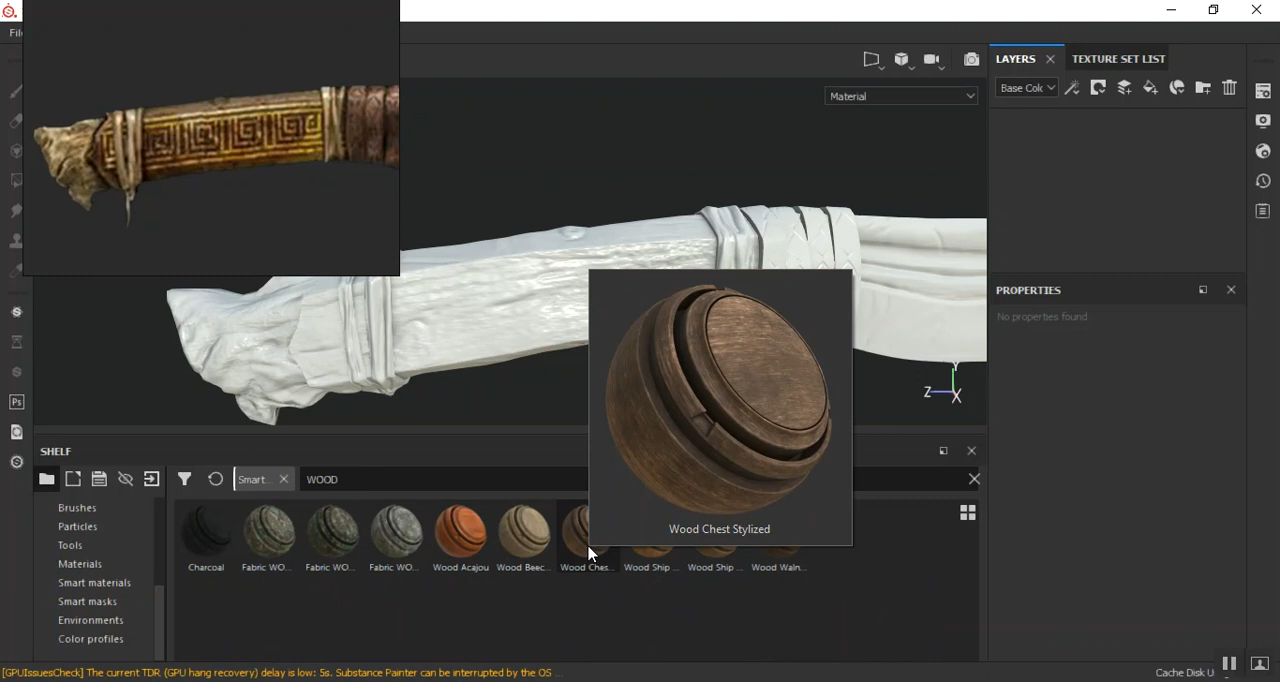 Fil
Material
LAYERS
TEXTURE SET LIST
Base Colo
PROPERTIES
No properties found
Y
Z
X
SHELF
Smart...
WOOD
Brushes
Particles
Tools
Materials
Smart materials
Smart masks
Environments
Color profiles
Wood Chest Stylized
Charcoal
Fabric WO...
Fabric WO...
Fabric WO...
Wood Acajou
Wood Beec...
Wood Ches...
Wood Ship ...
Wood Ship ...
Wood Waln...
Ps
[GPUIssuesCheck] The current TDR (GPU hang recovery) delay is low: 5s. Substance Painter can be interrupted by the OS ...
Cache Disk U